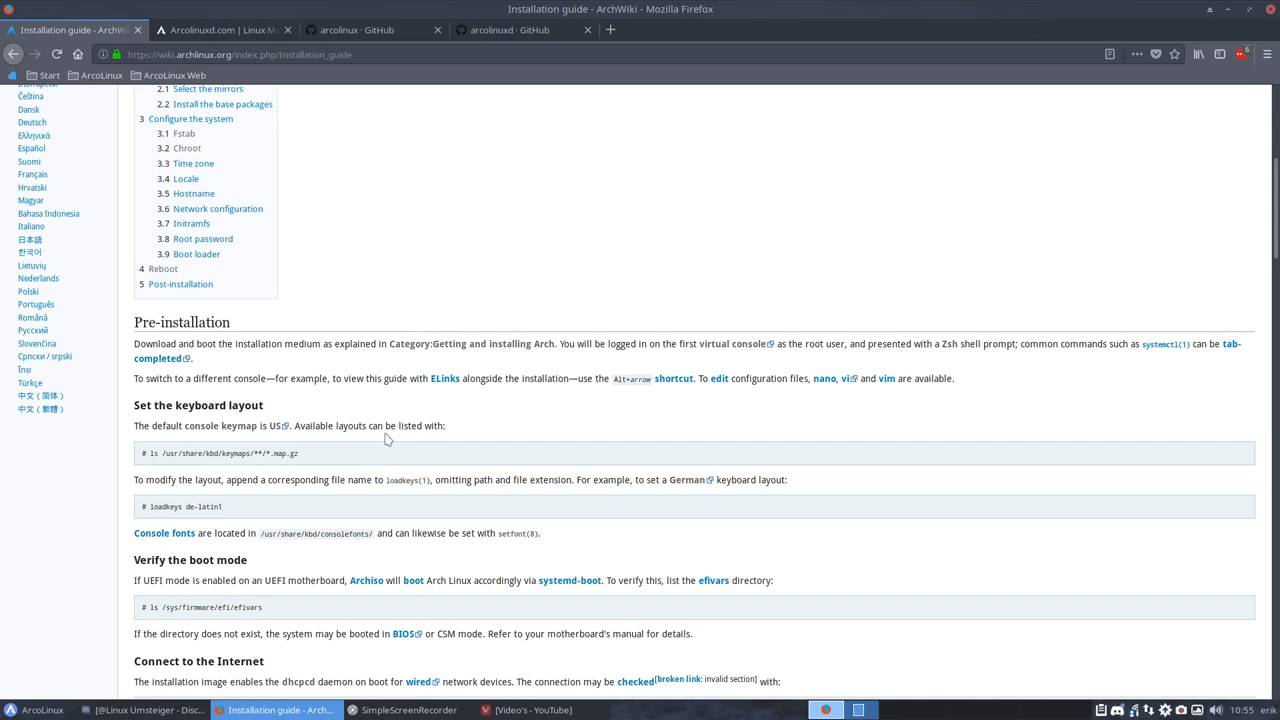 Installation guide - ArchWiki - Mozilla Firefox
Installation guide - ArchWi
Arcolinuxd.com | Linux M
arcolinux · GitHub
arcolinuxd · GitHub
https://wiki.archlinux.org/index.php/Installation_guide
6
Start
ArcoLinux
ArcoLinux Web
Čeština
Dansk
Deutsch
Ελληνικά
Español
Suomi
Français
Hrvatski
Magyar
Bahasa Indonesia
Italiano
日本語
한국어
Lietuvių
Nederlands
Polski
Português
Română
Русский
Slovenčina
Српски / srpski
ไทย
Türkçe
中文（简体）
中文（繁體）
2.1 Select the mirrors
2.2 Install the base packages
3 Configure the system
3.1 Fstab
3.2 Chroot
3.3 Time zone
3.4 Locale
3.5 Hostname
3.6 Network configuration
3.7 Initramfs
3.8 Root password
3.9 Boot loader
4 Reboot
5 Post-installation
Pre-installation
Download and boot the installation medium as explained in Category:Getting and installing Arch. You will be logged in on the first virtual console as the root user, and presented with a Zsh shell prompt; common commands such as systemctl(1) can be tab-
completed.
To switch to a different console—for example, to view this guide with ELinks alongside the installation—use the Alt+arrow shortcut. To edit configuration files, nano, vi and vim are available.
Set the keyboard layout
The default console keymap is US. Available layouts can be listed with:
# ls /usr/share/kbd/keymaps/**/*.map.gz
To modify the layout, append a corresponding file name to loadkeys(1), omitting path and file extension. For example, to set a German keyboard layout:
# loadkeys de-latin1
Console fonts are located in /usr/share/kbd/consolefonts/ and can likewise be set with setfont(8).
Verify the boot mode
If UEFI mode is enabled on an UEFI motherboard, Archiso will boot Arch Linux accordingly via systemd-boot. To verify this, list the efivars directory:
# ls /sys/firmware/efi/efivars
If the directory does not exist, the system may be booted in BIOS or CSM mode. Refer to your motherboard's manual for details.
Connect to the Internet
The installation image enables the dhcpcd daemon on boot for wired network devices. The connection may be checked[broken link: invalid section] with:
ArcoLinux
[@Linux Umsteiger - Disc...
Installation guide - Arch...
SimpleScreenRecorder
[Video's - YouTube]
10:55
erik